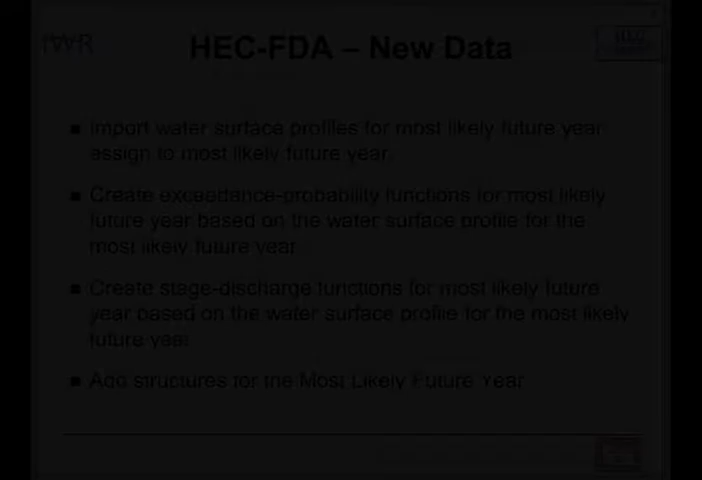 HEC-FDA – New Data
Import water surface profiles for most likely future year
assign to most likely future year.
Create exceedance-probability functions for most likely
future year based on the water surface profile for the
most likely future year.
Create stage-discharge functions for most likely future
year based on the water surface profile for the most likely
future year
Add structures for the Most Likely Future Year